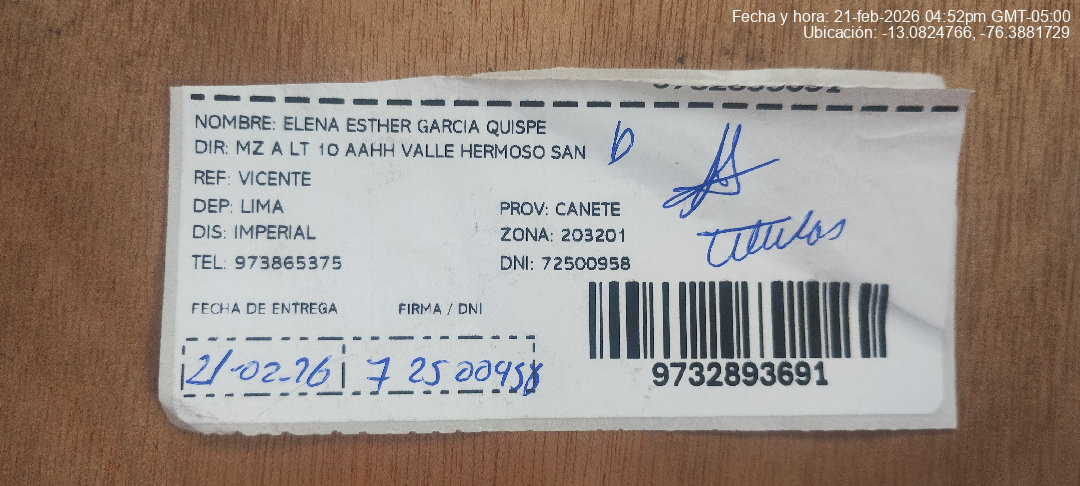 Fecha y hora: 21-feb-2026 04:52pm GMT-05:00
Ubicación: -13.0824766, -76.3881729
NOMBRE: ELENA ESTHER GARCIA QUISPE
DIR: MZ A LT 10 AAHH VALLE HERMOSO SAN
REF: VICENTE
DEP: LIMA PROV: CANETE
DIS: IMPERIAL ZONA: 203201
TEL: 973865375 DNI: 72500958
FECHA DE ENTREGA FIRMA / DNI
21-02-26 72500958
9732893691